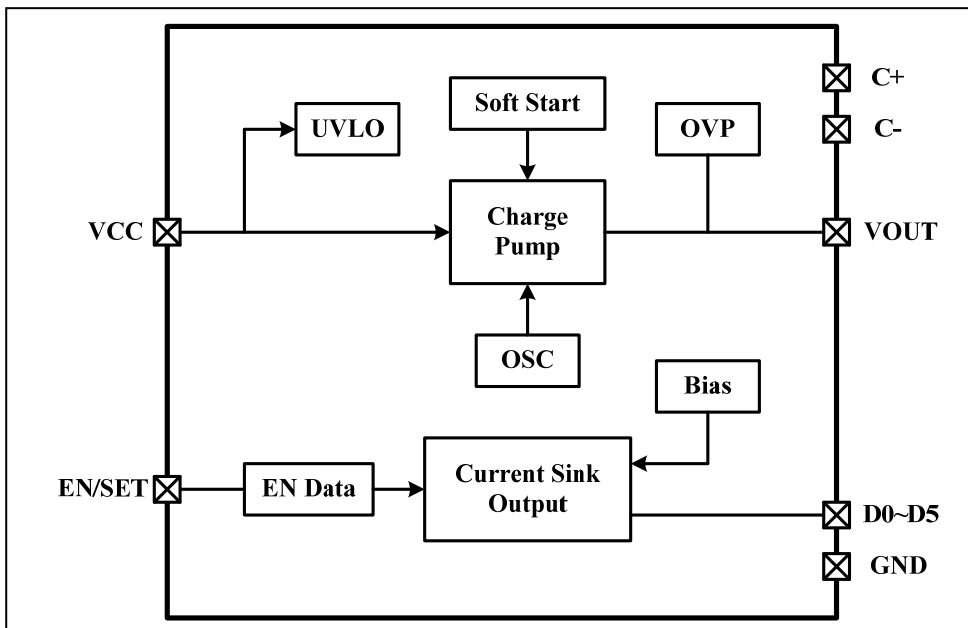 C+
Soft Start
UVLO
OVP
C-
VCC
Charge
Pump
VOUT
OSC
Bias
EN/SET
EN Data
Current Sink
Output
D0~D5
GND